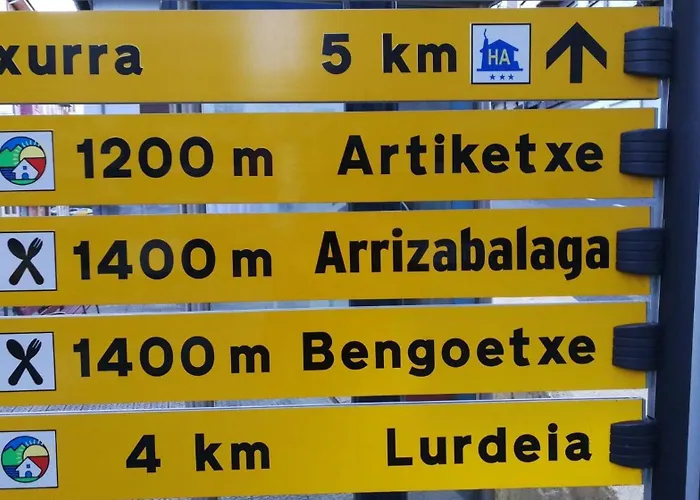 xurra 5 km HA
1200 m Artiketxe
1400 m Arrizabalaga
1400 m Bengoetxe
4 km Lurdeia